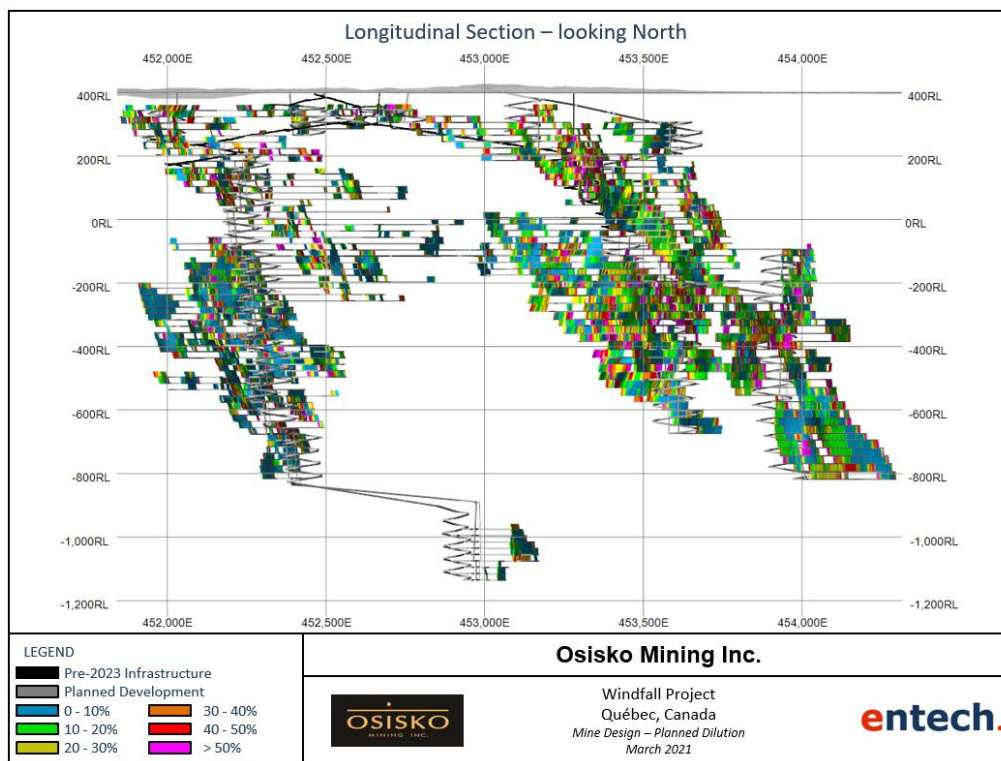 Longitudinal Section – looking North
452,000E 452,500E 453,000E 453,500E 454,000E
400RL 400RL
200RL 200RL
0RL 0RL
-200RL -200RL
-400RL -400RL
-600RL -600RL
-800RL -800RL
-1,000RL -1,000RL
-1,200RL -1,200RL
452,000E 452,500E 453,000E 453,500E 454,000E
LEGEND
Pre-2023 Infrastructure
Planned Development
0 - 10% 30 - 40%
10 - 20% 40 - 50%
20 - 30% > 50%
Osisko Mining Inc.
OSISKO
MINING INC.
Windfall Project
Québec, Canada
Mine Design – Planned Dilution
March 2021
entech.